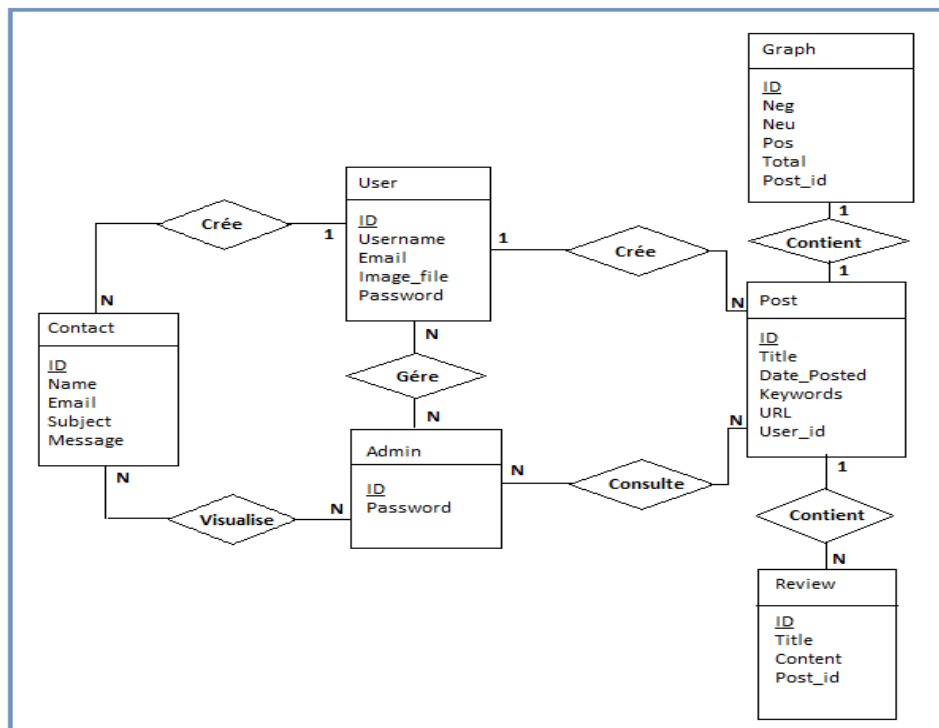 Graph
ID
Neg
Neu
Pos
Total
Post_id
1
Contient
1
User
ID
Username
Email
Image_file
Password
Crée
1
N
1
Crée
N
Contact
ID
Name
Email
Subject
Message
N
Gére
N
Post
ID
Title
Date_Posted
Keywords
URL
User_id
Admin
ID
Password
N
Visualise
N
N
Consulte
N
1
Contient
N
Review
ID
Title
Content
Post_id